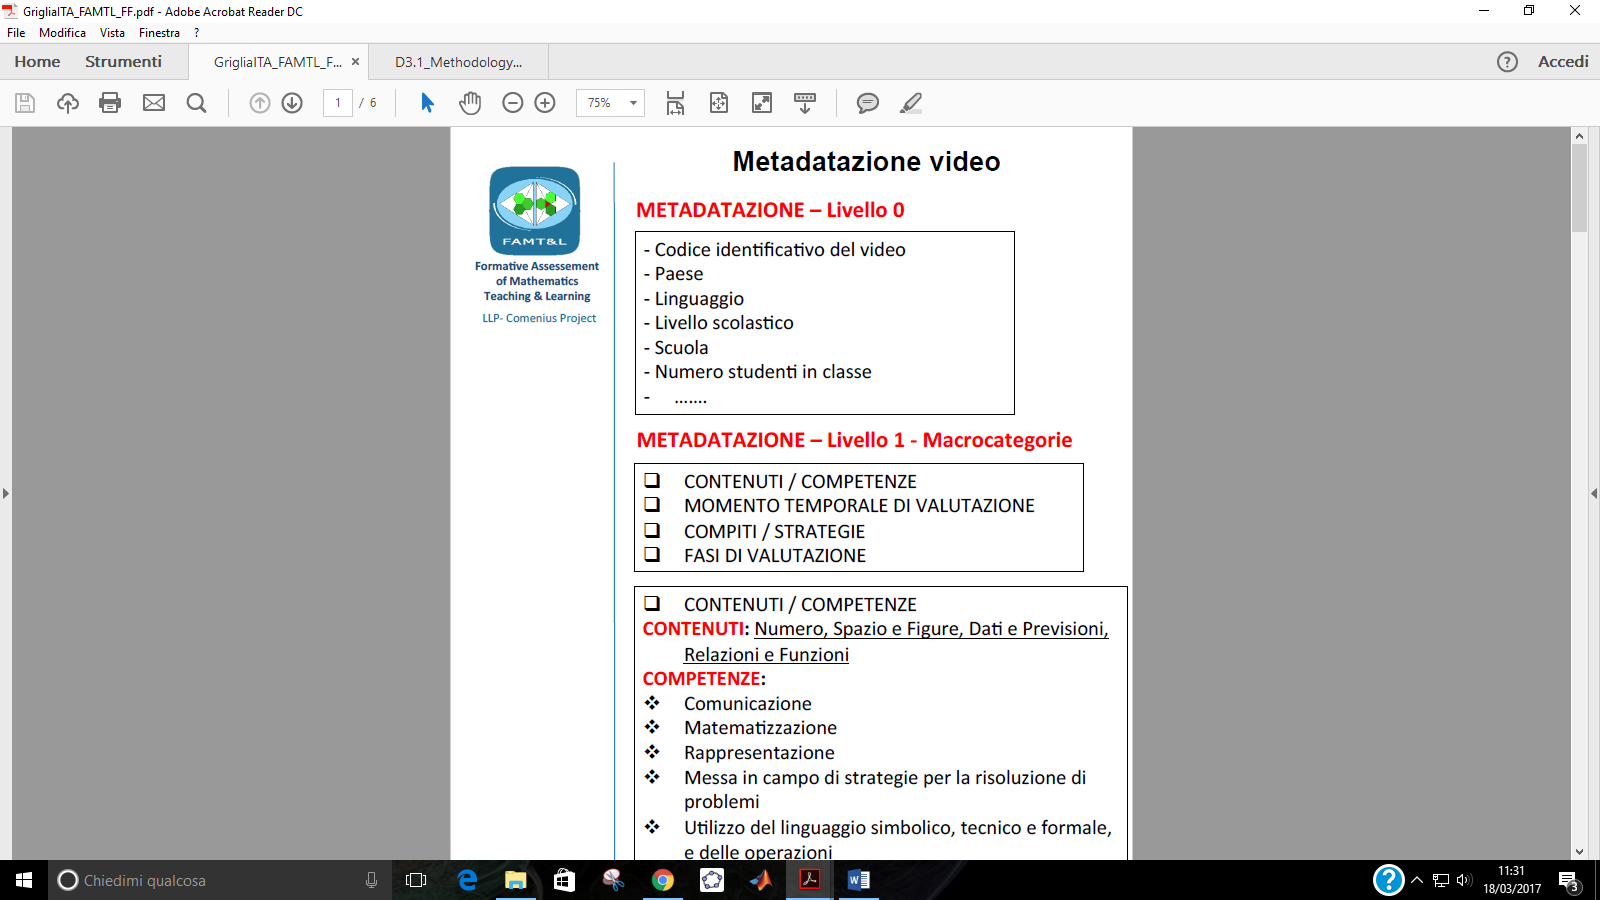 GrigliaITA_FAMTL_FF.pdf - Adobe Acrobat Reader DC
File Modifica Vista Finestra ?
Home Strumenti GrigliaITA_FAMTL_F... × D3.1_Methodology... ? Accedi
1 / 6 75%
Metadatazione video
FAMT&L
Formative Assessement
of Mathematics
Teaching & Learning
LLP- Comenius Project
METADATAZIONE – Livello 0
- Codice identificativo del video
- Paese
- Linguaggio
- Livello scolastico
- Scuola
- Numero studenti in classe
- .......
METADATAZIONE – Livello 1 - Macrocategorie
❑ CONTENUTI / COMPETENZE
❑ MOMENTO TEMPORALE DI VALUTAZIONE
❑ COMPITI / STRATEGIE
❑ FASI DI VALUTAZIONE
❑ CONTENUTI / COMPETENZE
CONTENUTI: Numero, Spazio e Figure, Dati e Previsioni,
Relazioni e Funzioni
COMPETENZE:
❖ Comunicazione
❖ Matematizzazione
❖ Rappresentazione
❖ Messa in campo di strategie per la risoluzione di
problemi
❖ Utilizzo del linguaggio simbolico, tecnico e formale,
e delle operazioni
Chiedimi qualcosa
11:31
18/03/2017
3